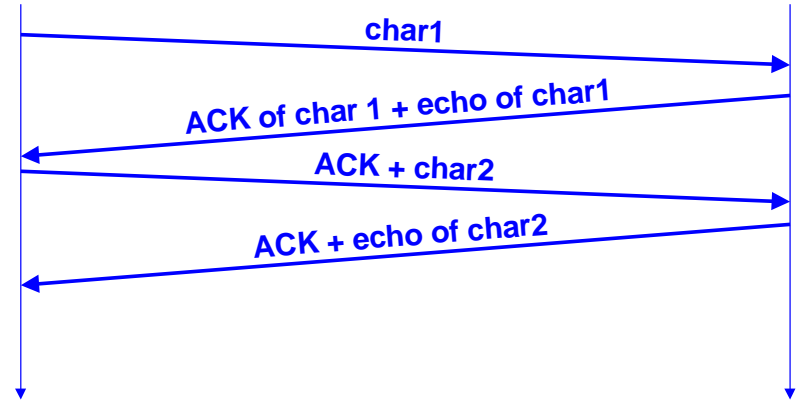 char1
ACK of char 1 + echo of char1
ACK + char2
ACK + echo of char2